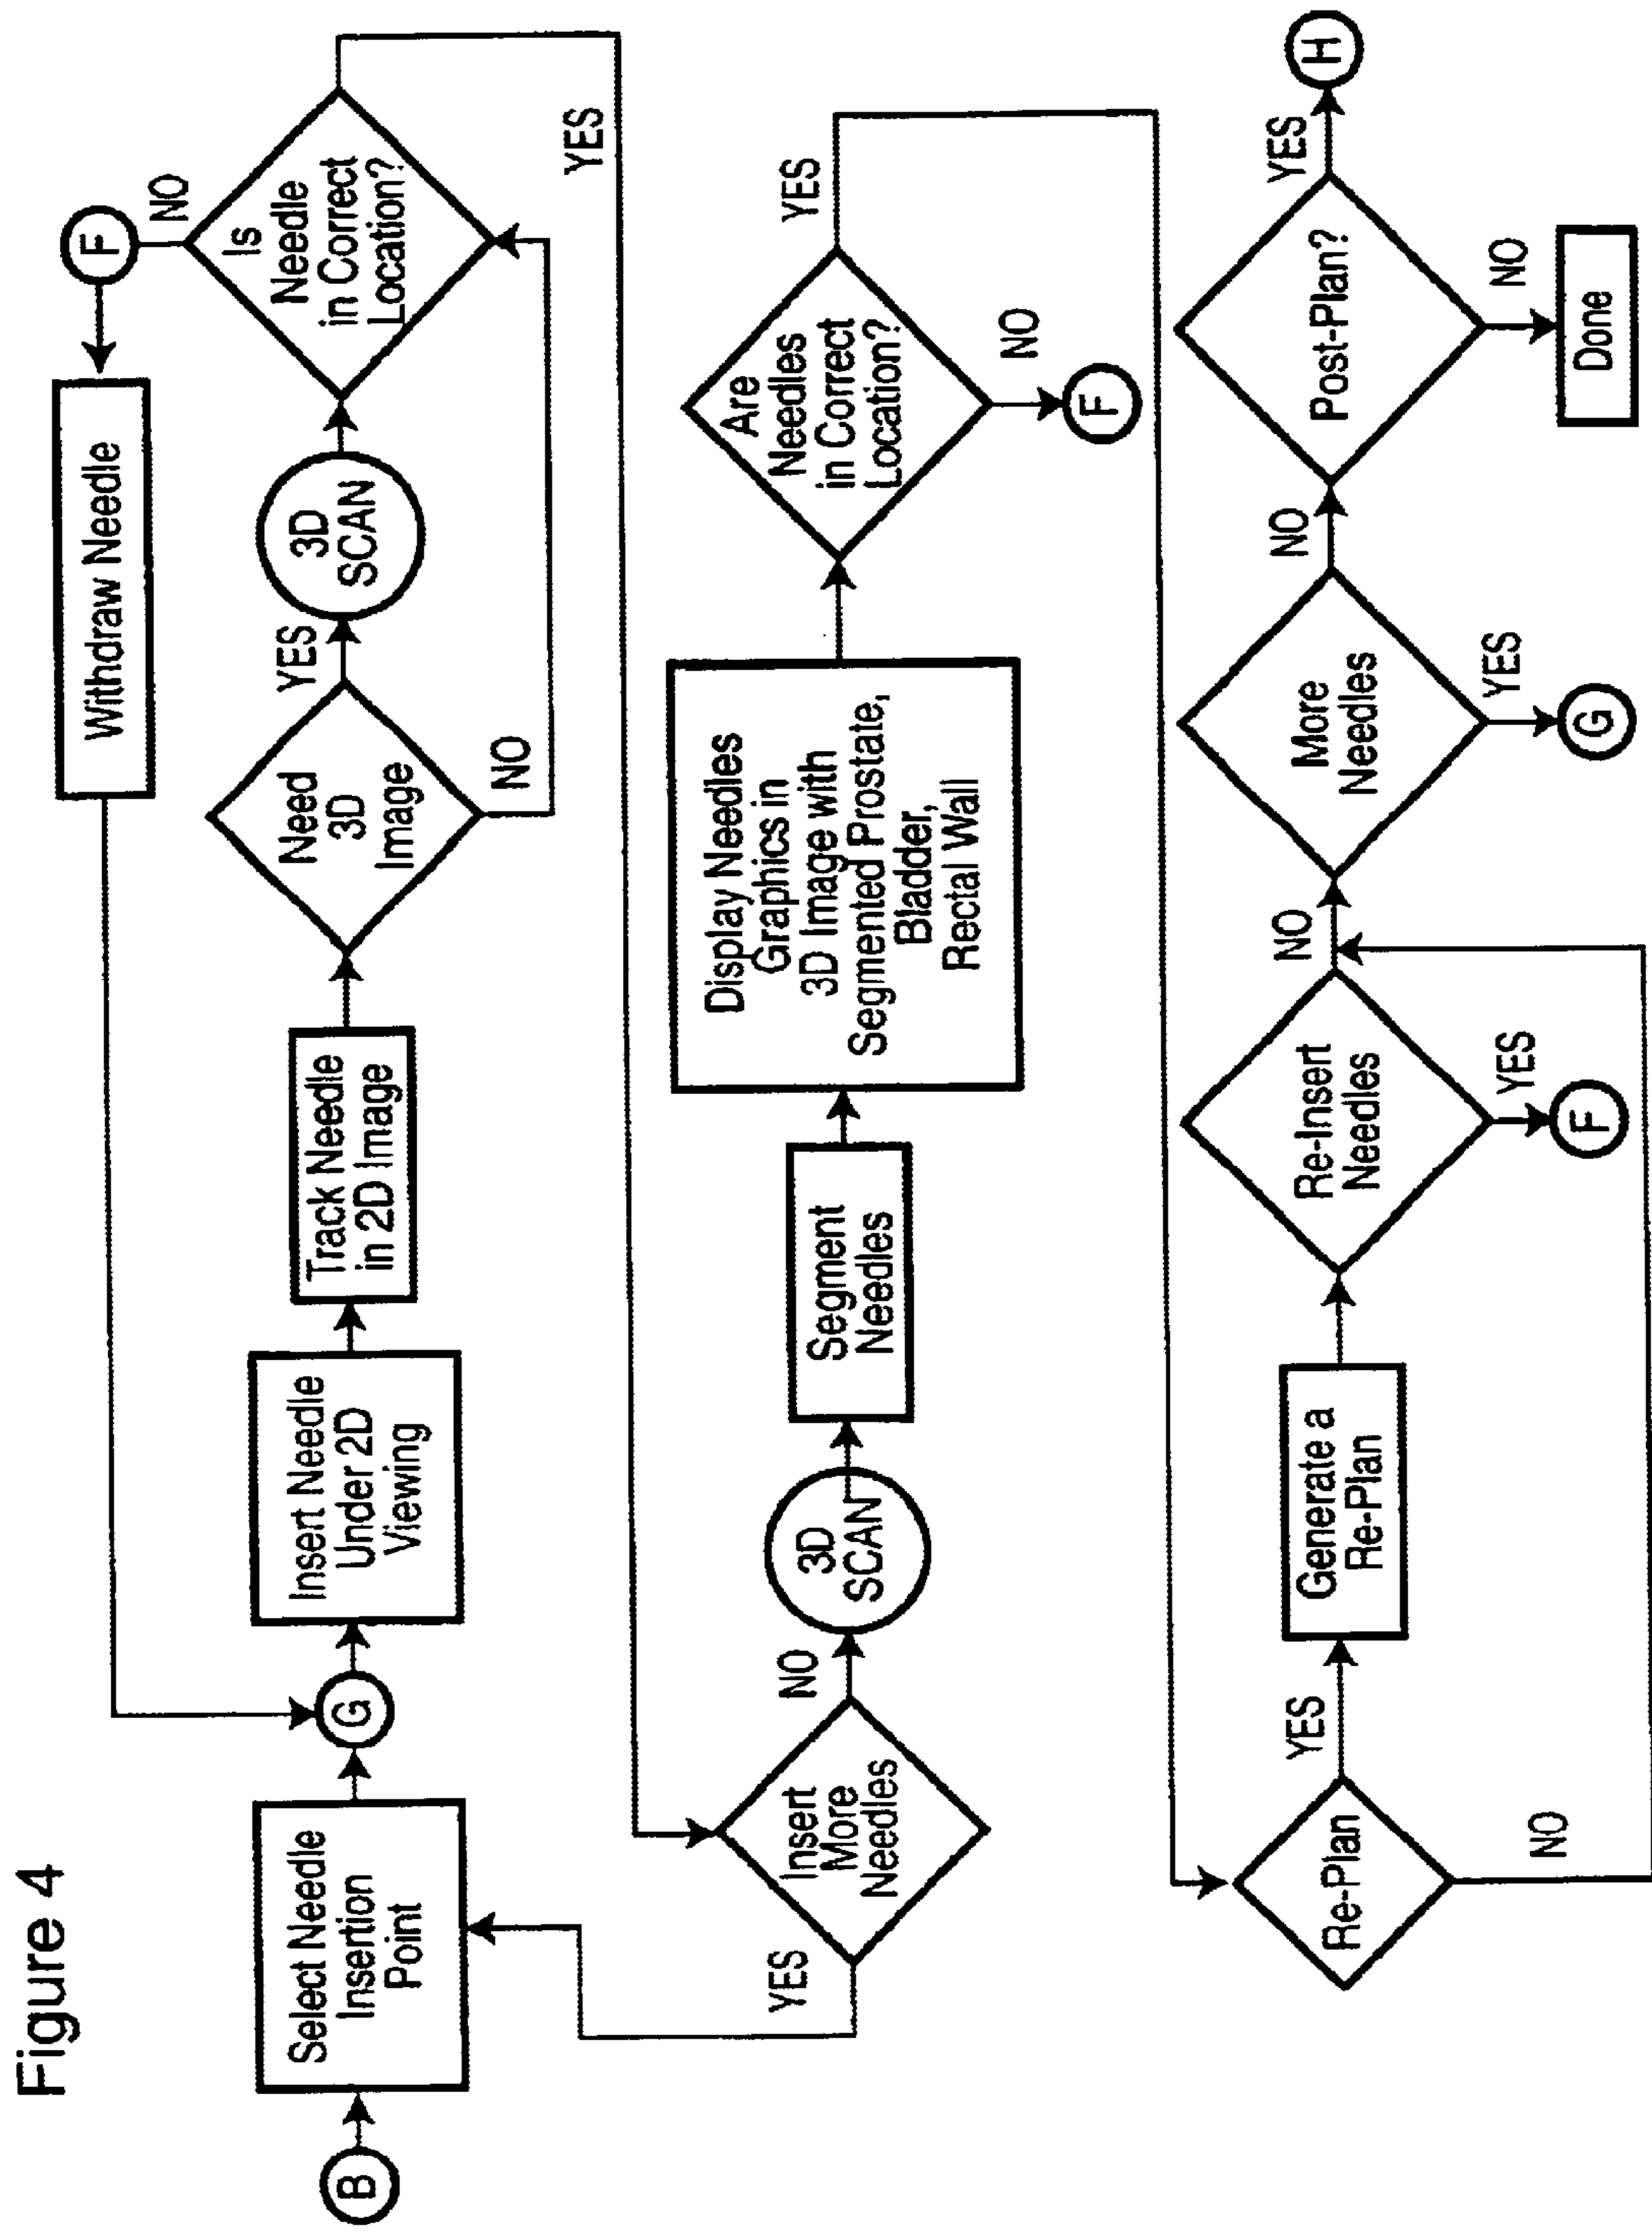 Figure 4
F
Withdraw Needle
B
Select Needle
Insertion
Point
G
Insert Needle
Under 2D
Viewing
Track Needle
in 2D Image
Need
3D
Image
YES
NO
3D
SCAN
Is
Needle
in Correct
Location?
NO
YES
Insert
More
Needles
YES
NO
3D
SCAN
Segment
Needles
Display Needles
Graphics in
3D Image with
Segmented Prostate,
Bladder,
Rectal Wall
Are
Needles
in Correct
Location?
YES
NO
F
Re-Plan
YES
NO
Generate a
Re-Plan
Re-Insert
Needles
NO
YES
F
More
Needles
NO
YES
G
Post-Plan?
YES
H
NO
Done